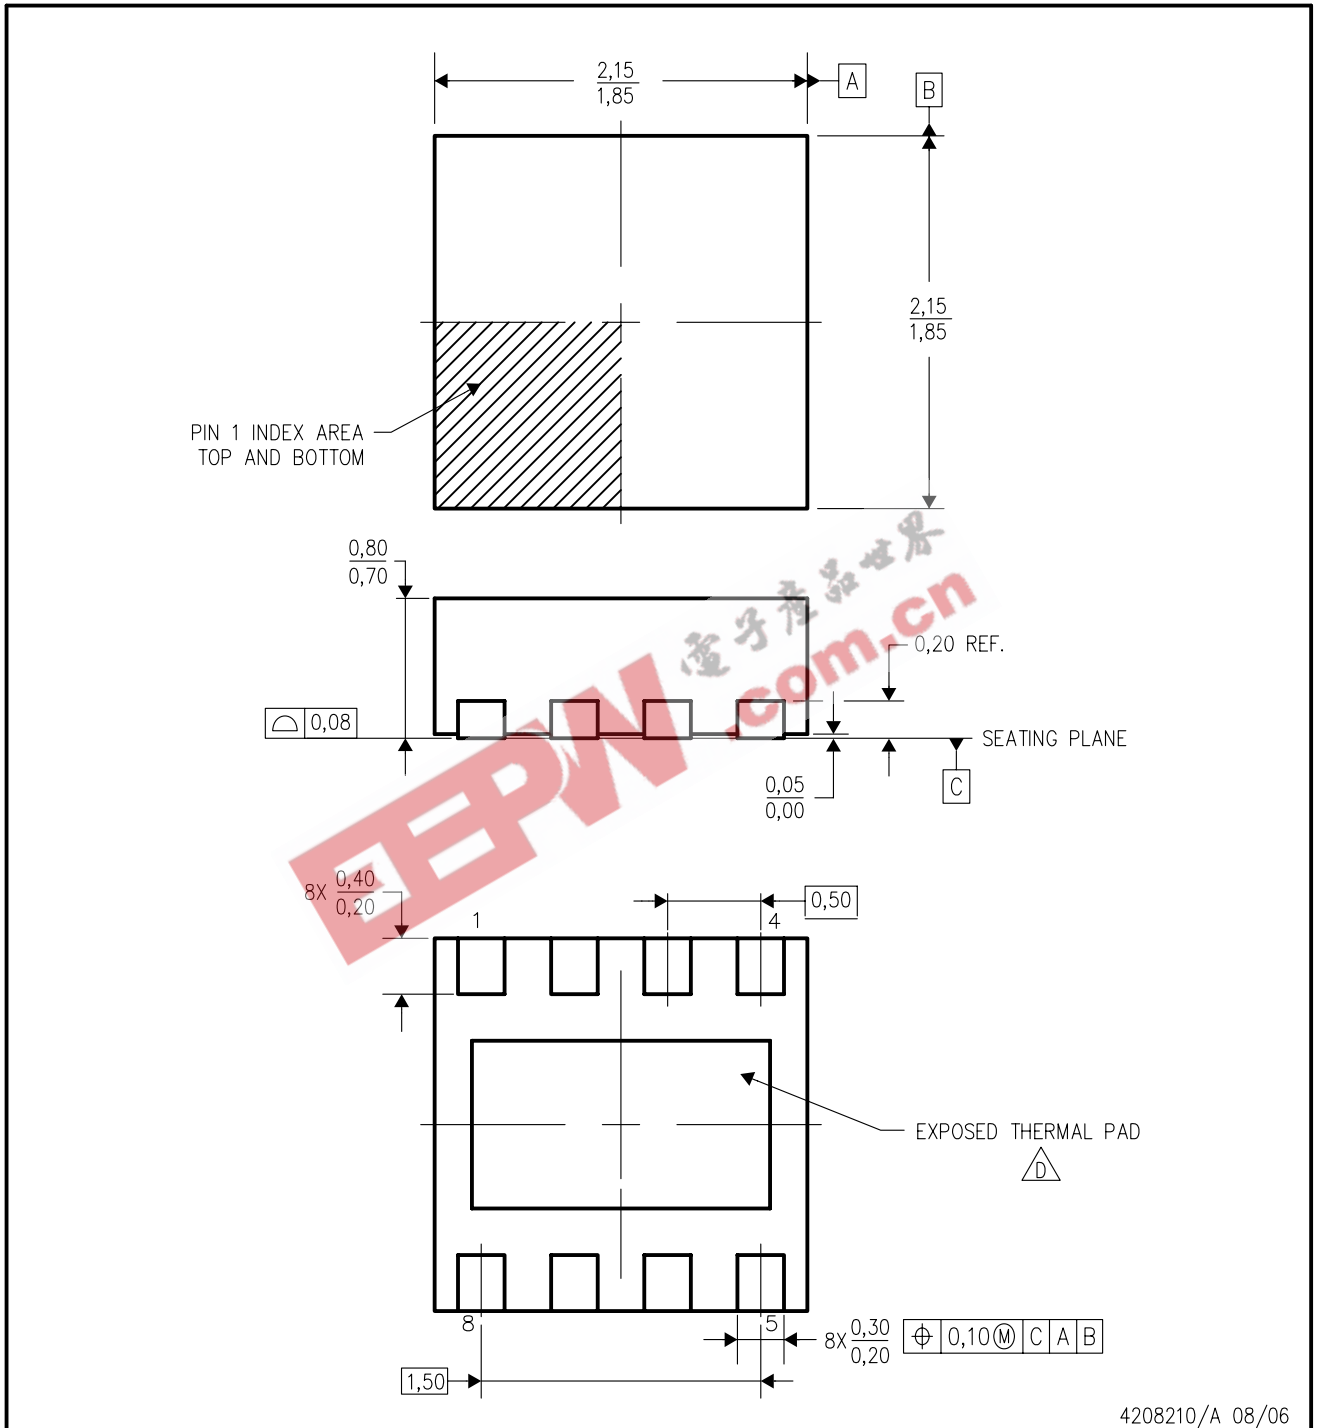 2,15
1,85
A
B
2,15
1,85
PIN 1 INDEX AREA
TOP AND BOTTOM
0,80
0,70
電子產品世界
EEPW.com.cn
0,20 REF.
0,08
SEATING PLANE
C
0,05
0,00
8X 0,40
0,20
0,50
1
4
EXPOSED THERMAL PAD
D
8
5
8X 0,30
0,20
0,10 Ⓜ C A B
1,50
4208210/A 08/06